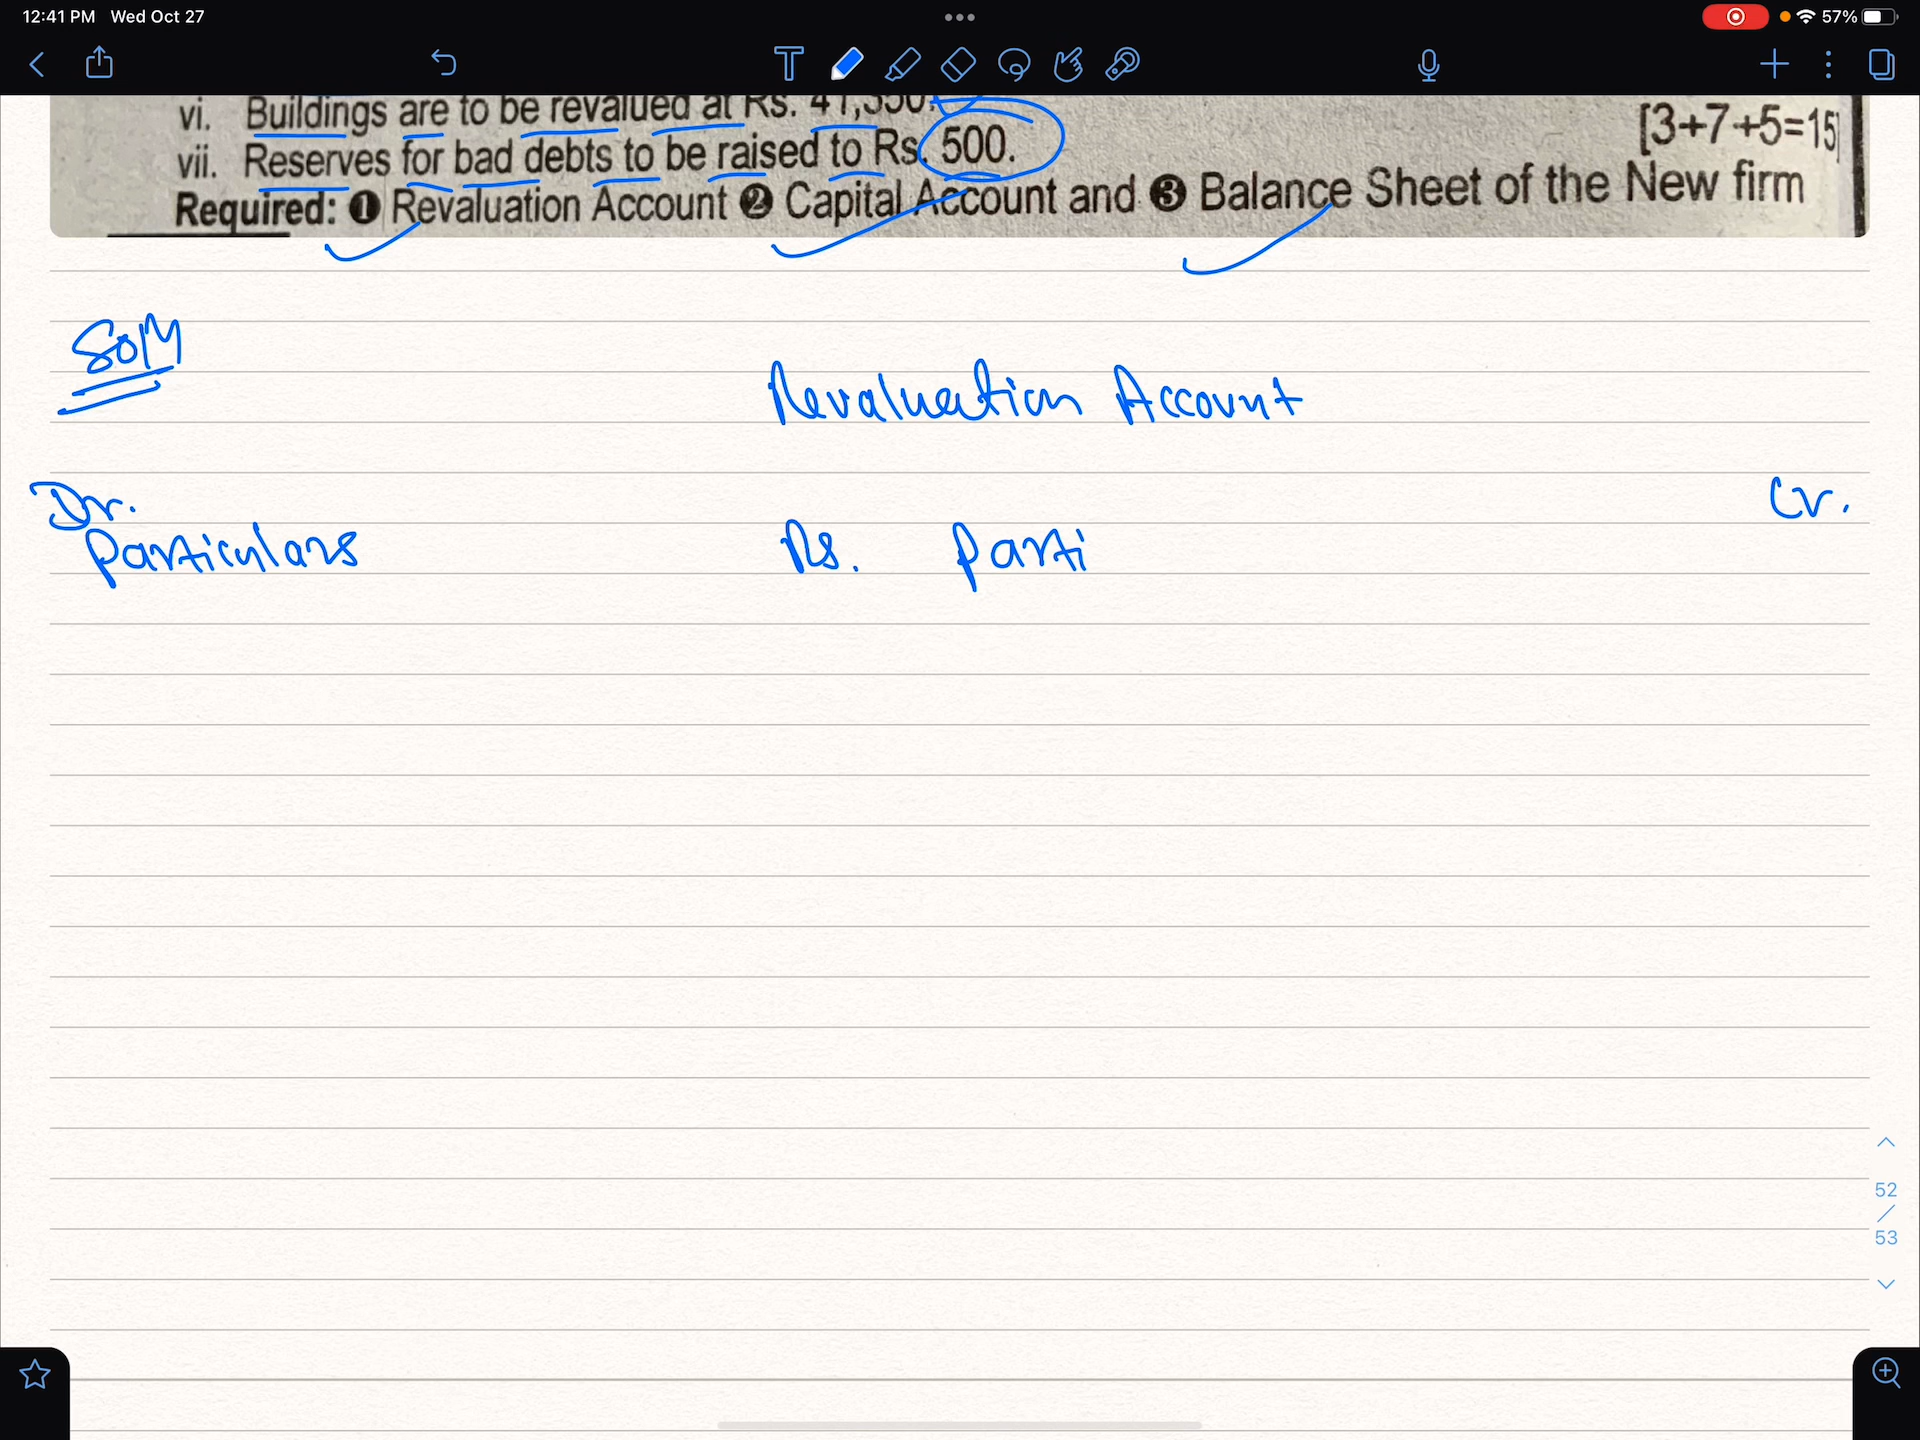 12:41 PM Wed Oct 27
57%
vi. Buildings are to be revalued at Rs.
vii. Reserves for bad debts to be raised to Rs. 500.
[3+7+5=15]
Required: ❶ Revaluation Account ❷ Capital Account and ❸ Balance Sheet of the New firm
Soln
Revaluation Account
Dr.
Cr.
Particulars Rs. Parti
52
/
53